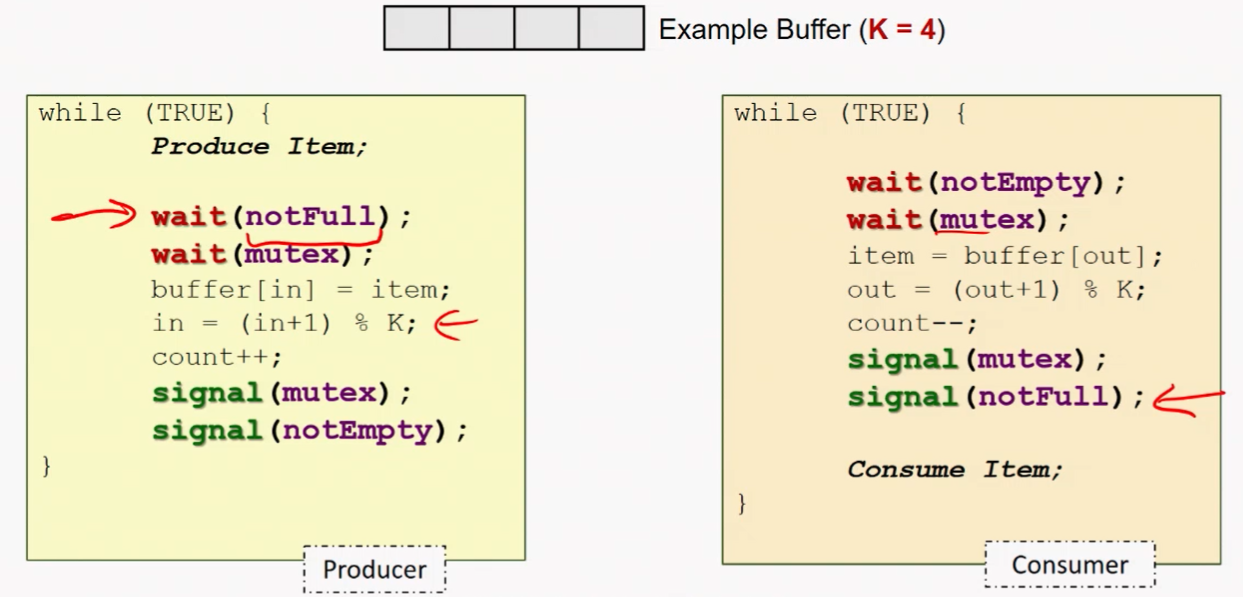 Example Buffer (K = 4)
while (TRUE) {
Produce Item;
wait(notFull);
wait(mutex);
buffer[in] = item;
in = (in+1) % K;
count++;
signal(mutex);
signal(notEmpty);
}
Producer
while (TRUE) {
wait(notEmpty);
wait(mutex);
item = buffer[out];
out = (out+1) % K;
count--;
signal(mutex);
signal(notFull);
Consume Item;
}
Consumer